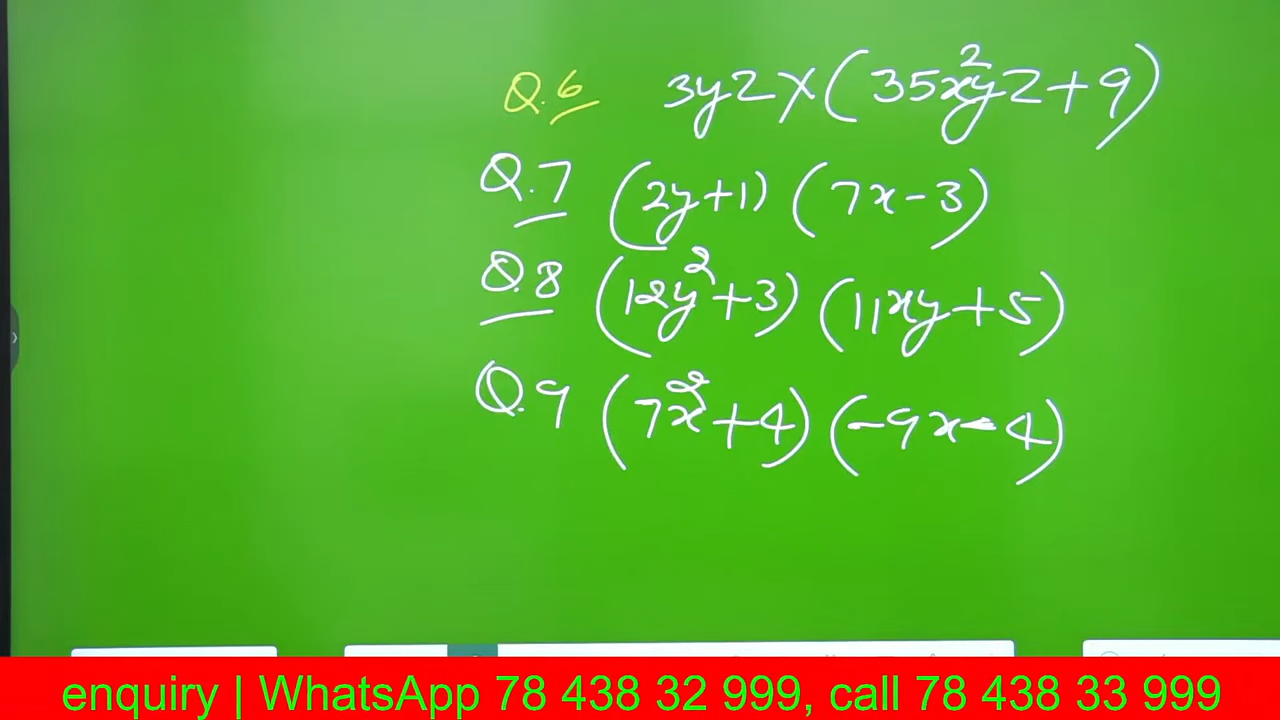 Q.6 3yz×(35x²yz+9)
Q.7 (2y+1) (7x-3)
Q.8 (12y²+3) (11xy+5)
Q.9 (7x²+4) (-9x-4)
enquiry | WhatsApp 78 438 32 999, call 78 438 33 999